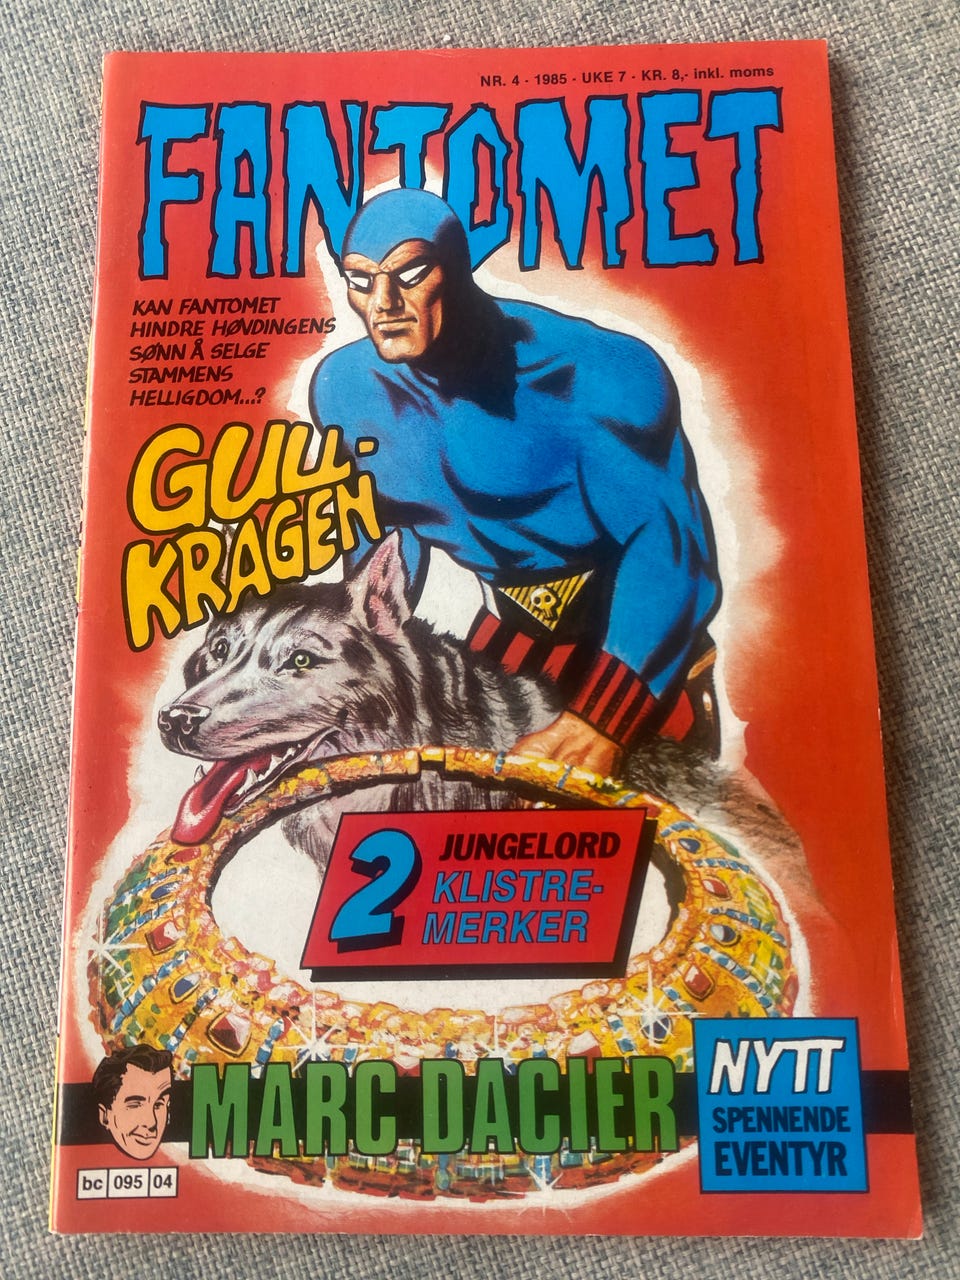 NR. 4 - 1985 - UKE 7 - KR. 8,- inkl. moms
FANTOMET
KAN FANTOMET
HINDRE HØVDINGENS
SØNN Å SELGE
STAMMENS
HELLIGDOM...?
GULL-
KRAGEN
2 JUNGELORD
KLISTRE-
MERKER
MARC DACIER
NYTT
SPENNENDE
EVENTYR
bc 095 04